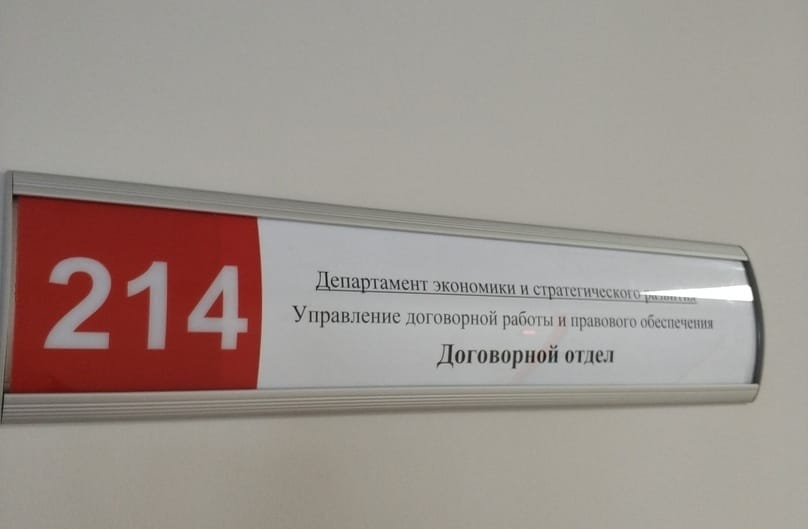 214
Департамент экономики и стратегического развития
Управление договорной работы и правового обеспечения
Договорной отдел